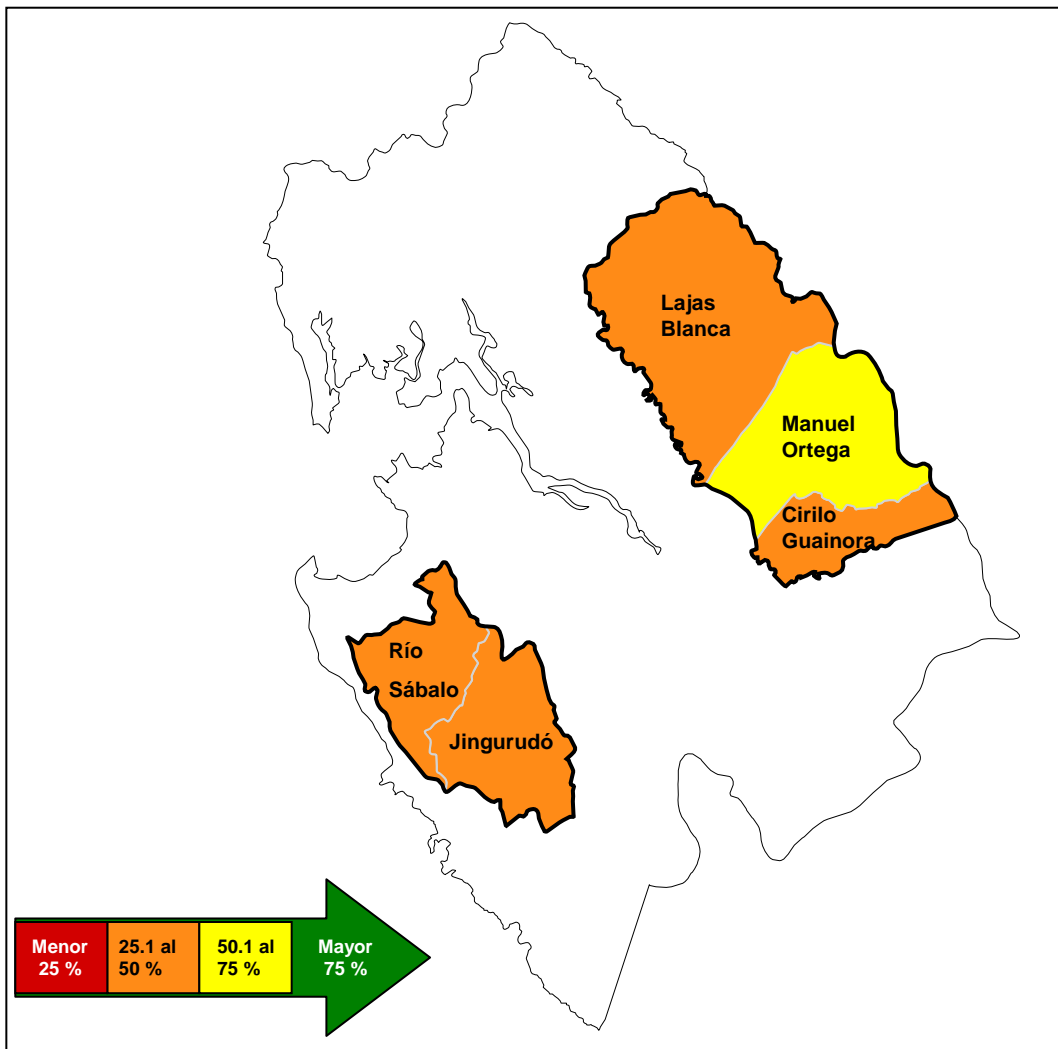 Lajas
Blanca
Manuel
Ortega
Cirilo
Guainora
Río
Sábalo
Jingurudó
Menor
25 %
25.1 al
50 %
50.1 al
75 %
Mayor
75 %